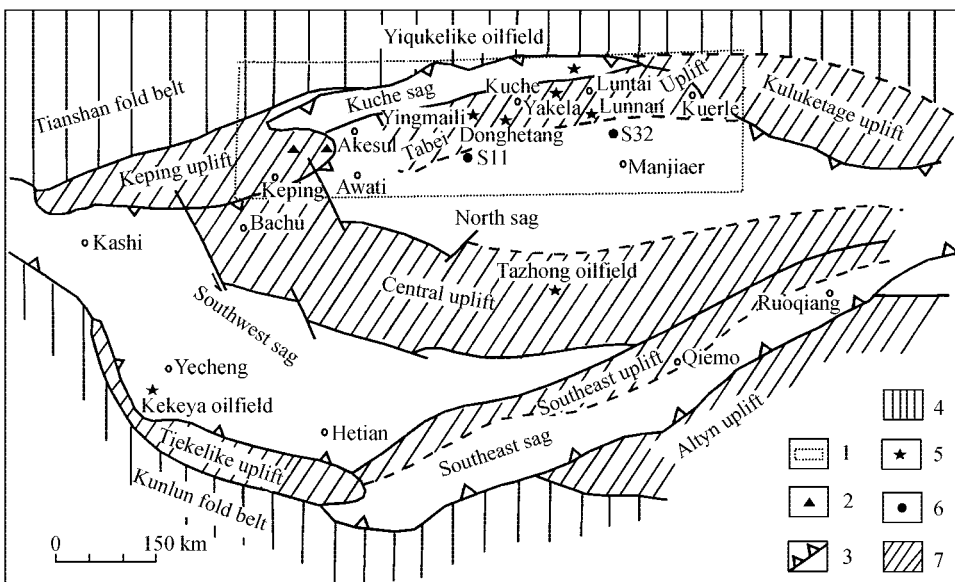 Yiqukelike oilfield
Tianshan fold belt
Kuche sag
Kuche
Luntai
Uplift
Kuluketage uplift
Yingmaili
Yakela
Lunnan
Kuerle
Keping uplift
Akesul
Tabei
Donghetang
S32
S11
Keping
Awati
Manjiaer
Bachu
North sag
Kashi
Tazhong oilfield
Central uplift
Ruoqiang
Southwest sag
Yecheng
Qiemo
Southeast uplift
Kekeya oilfield
Altyn uplift
Hetian
Tiekelike uplift
Southeast sag
Kunlun fold belt
0 150 km
1
2
3
4
5
6
7